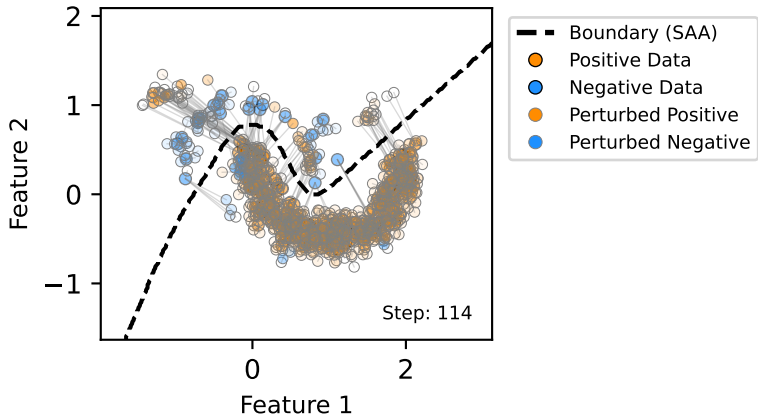 2
1
0
−1
Feature 2
0
2
Feature 1
Step: 114
Boundary (SAA)
Positive Data
Negative Data
Perturbed Positive
Perturbed Negative